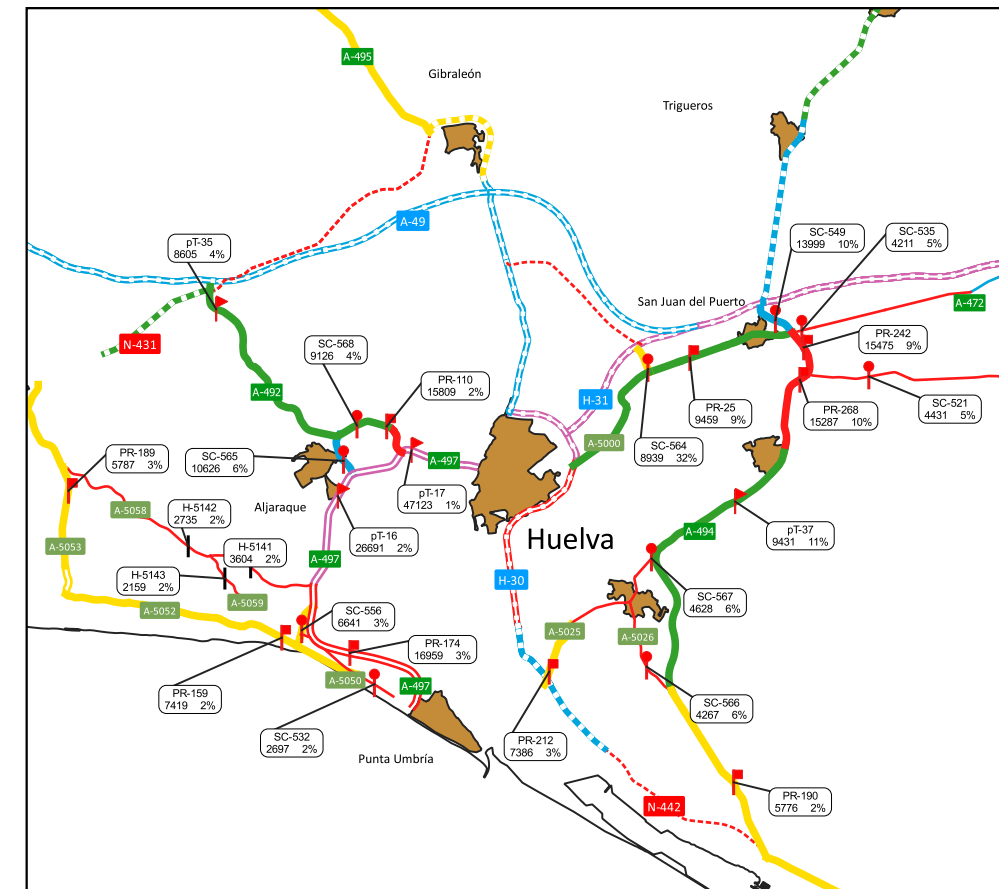 A-495
Gibraleón
Trigueros
A-49
pT-35
8605 4%
SC-549
13999 10%
SC-535
4211 5%
San Juan del Puerto
A-472
N-431
SC-568
9126 4%
PR-242
15475 9%
PR-110
15809 2%
A-492
H-31
PR-25
9459 9%
PR-268
15287 10%
SC-521
4431 5%
A-5000
SC-564
8939 32%
PR-189
5787 3%
SC-565
10626 6%
A-497
pT-17
47123 1%
A-5058
H-5142
2735 2%
Aljaraque
pT-16
26691 2%
pT-37
9431 11%
A-494
Huelva
A-5053
H-5141
3604 2%
A-497
H-5143
2159 2%
H-30
A-5059
A-5052
SC-556
6641 3%
SC-567
4628 6%
A-5025
A-5026
PR-174
16959 3%
A-5050
A-497
PR-159
7419 2%
SC-566
4267 6%
SC-532
2697 2%
PR-212
7386 3%
Punta Umbría
N-442
PR-190
5776 2%